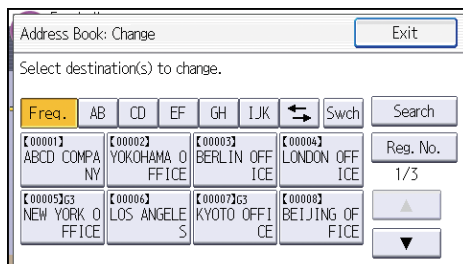 Address Book: Change
Exit
Select destination(s) to change.
Freq.
AB
CD
EF
GH
IJK
Swch
Search
【00001】
ABCD COMPA
NY
【00002】
YOKOHAMA O
FFICE
【00003】
BERLIN OFF
ICE
【00004】
LONDON OFF
ICE
Reg. No.
1/3
【00005】G3
NEW YORK O
FFICE
【00006】
LOS ANGELE
S
【00007】G3
KYOTO OFFI
CE
【00008】
BEIJING OF
FICE
▲
▼